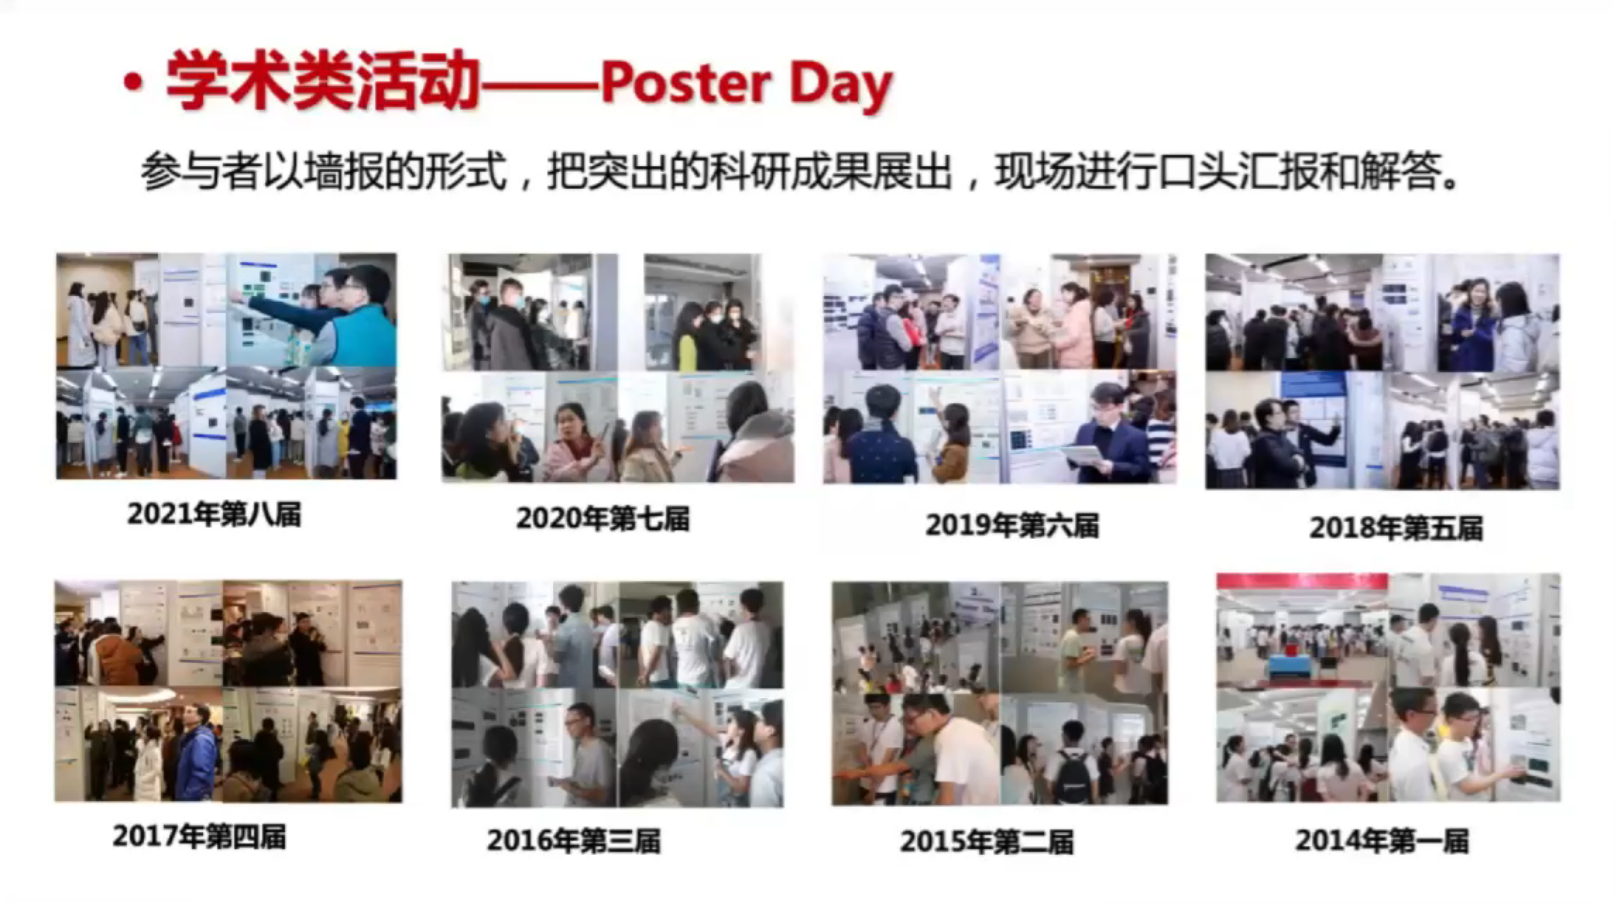 • 学术类活动——Poster Day
参与者以墙报的形式，把突出的科研成果展出，现场进行口头汇报和解答。
2021年第八届
2020年第七届
2019年第六届
2018年第五届
2017年第四届
2016年第三届
2015年第二届
2014年第一届